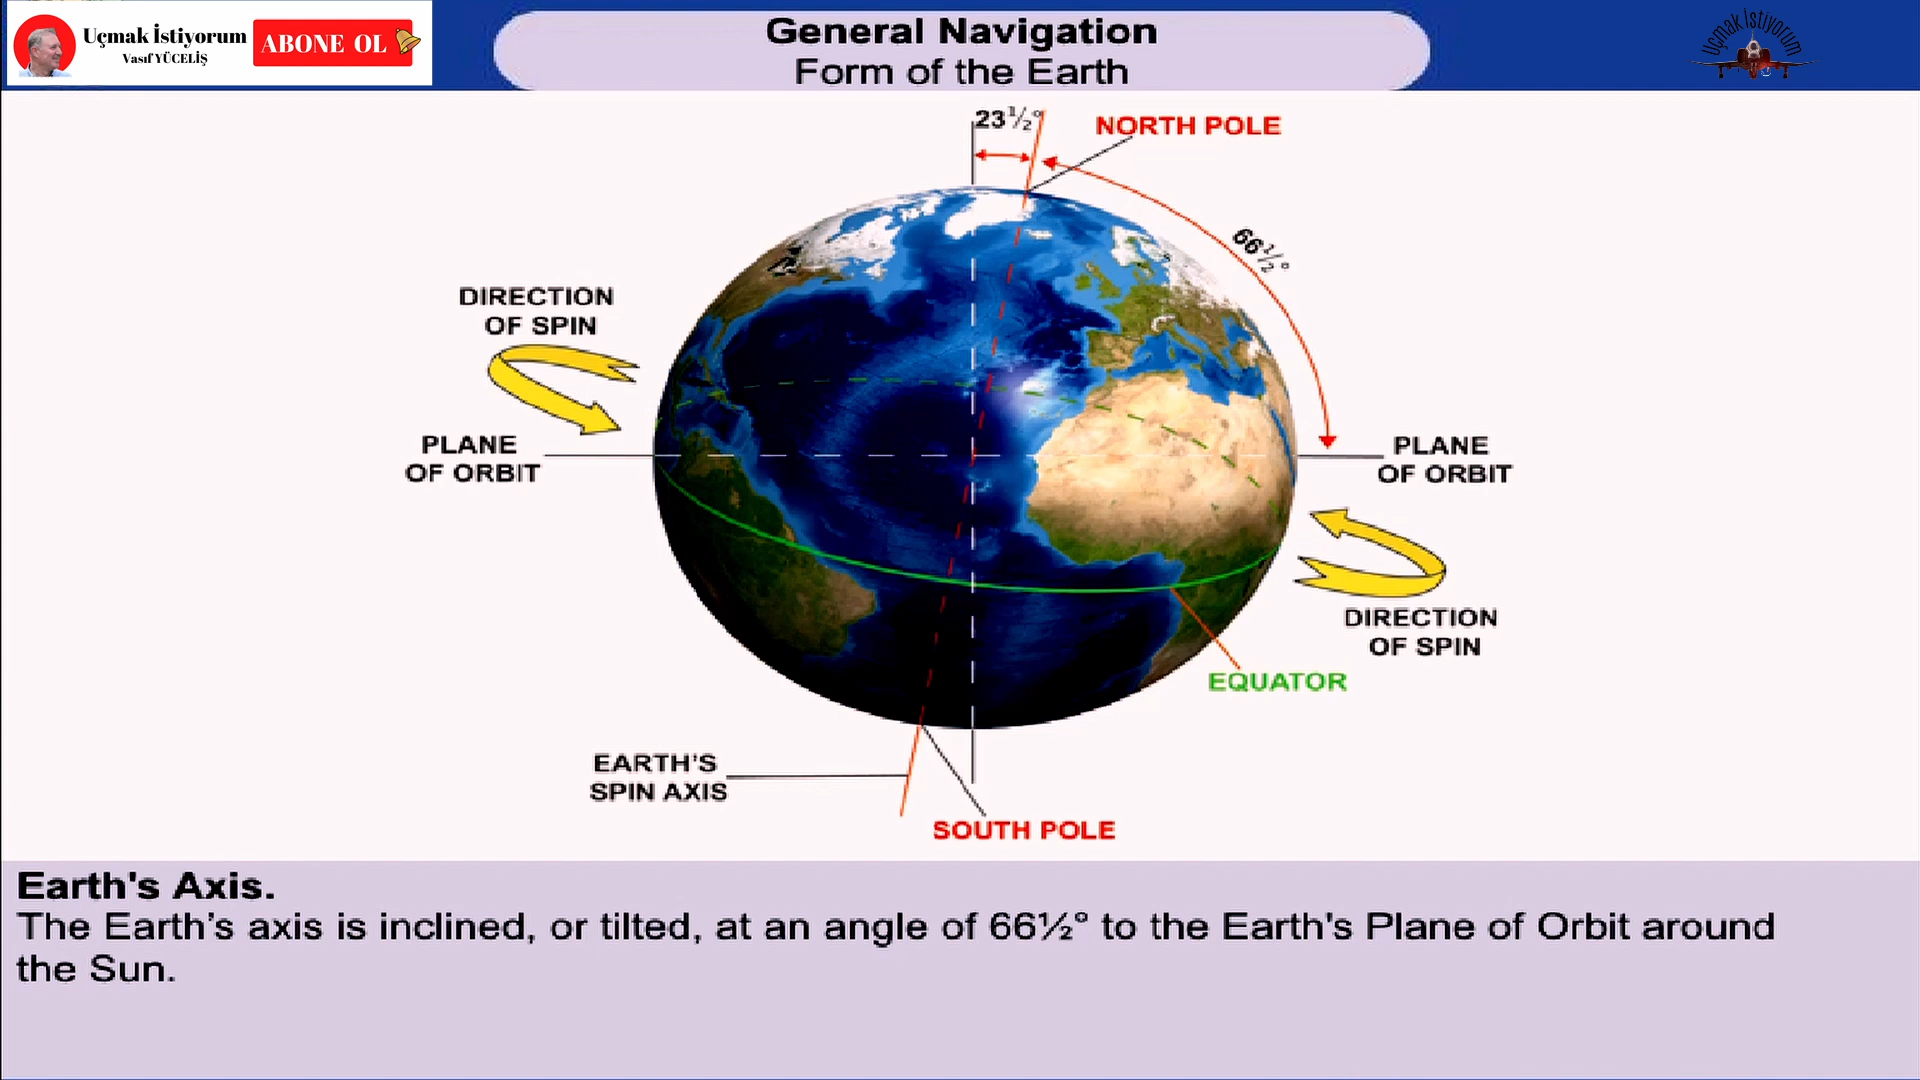 Uçmak İstiyorum
Vasıf YÜCELİŞ
ABONE OL
General Navigation
Form of the Earth
Uçmak İstiyorum
23½°
NORTH POLE
66½°
DIRECTION
OF SPIN
PLANE
OF ORBIT
PLANE
OF ORBIT
DIRECTION
OF SPIN
EQUATOR
EARTH'S
SPIN AXIS
SOUTH POLE
Earth's Axis.
The Earth's axis is inclined, or tilted, at an angle of 66½° to the Earth's Plane of Orbit around
the Sun.